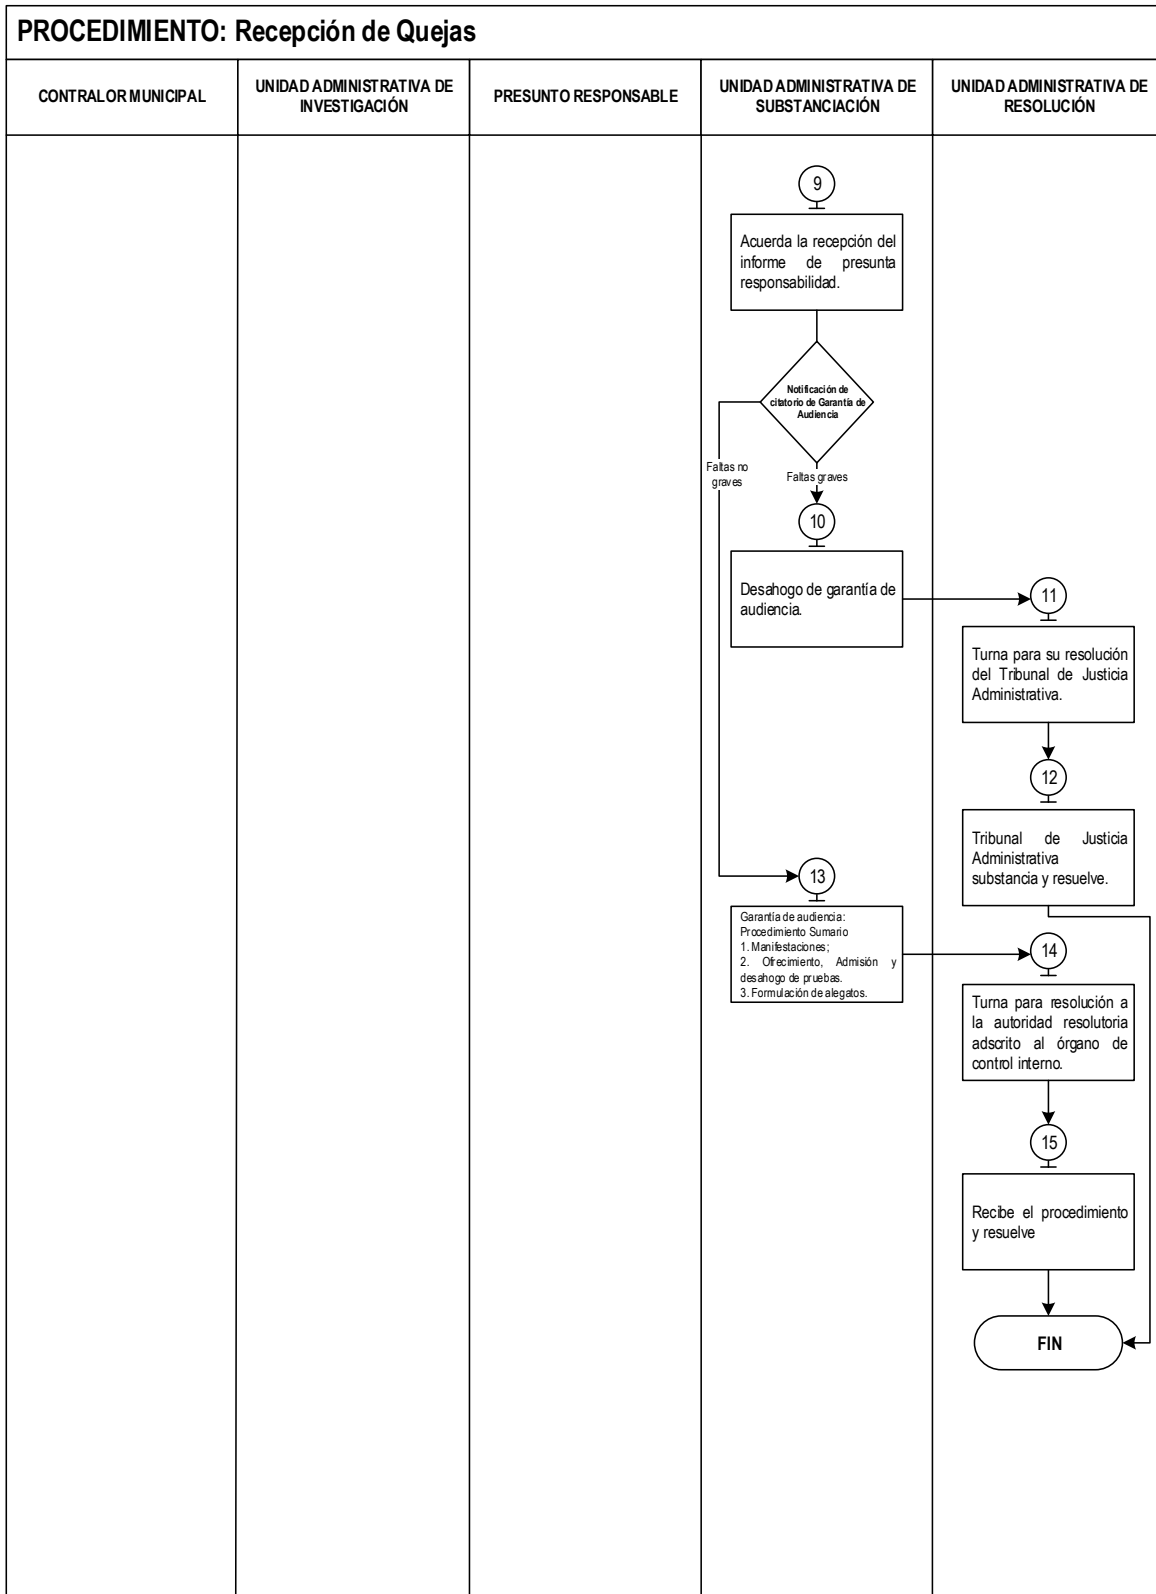 PROCEDIMIENTO: Recepción de Quejas
CONTRALOR MUNICIPAL
UNIDAD ADMINISTRATIVA DE
INVESTIGACIÓN
PRESUNTO RESPONSABLE
UNIDAD ADMINISTRATIVA DE
SUBSTANCIACIÓN
UNIDAD ADMINISTRATIVA DE
RESOLUCIÓN
9
Acuerda la recepción del
informe de presunta
responsabilidad.
Notificación de
citatorio de Garantía de
Audiencia
Faltas no
graves
Faltas graves
10
Desahogo de garantía de
audiencia.
11
Turna para su resolución
del Tribunal de Justicia
Administrativa.
12
Tribunal de Justicia
Administrativa
substancia y resuelve.
13
Garantía de audiencia:
Procedimiento Sumario
1. Manifestaciones;
2. Ofrecimiento, Admisión y
desahogo de pruebas.
3. Formulación de alegatos.
14
Turna para resolución a
la autoridad resolutoria
adscrito al órgano de
control interno.
15
Recibe el procedimiento
y resuelve
FIN